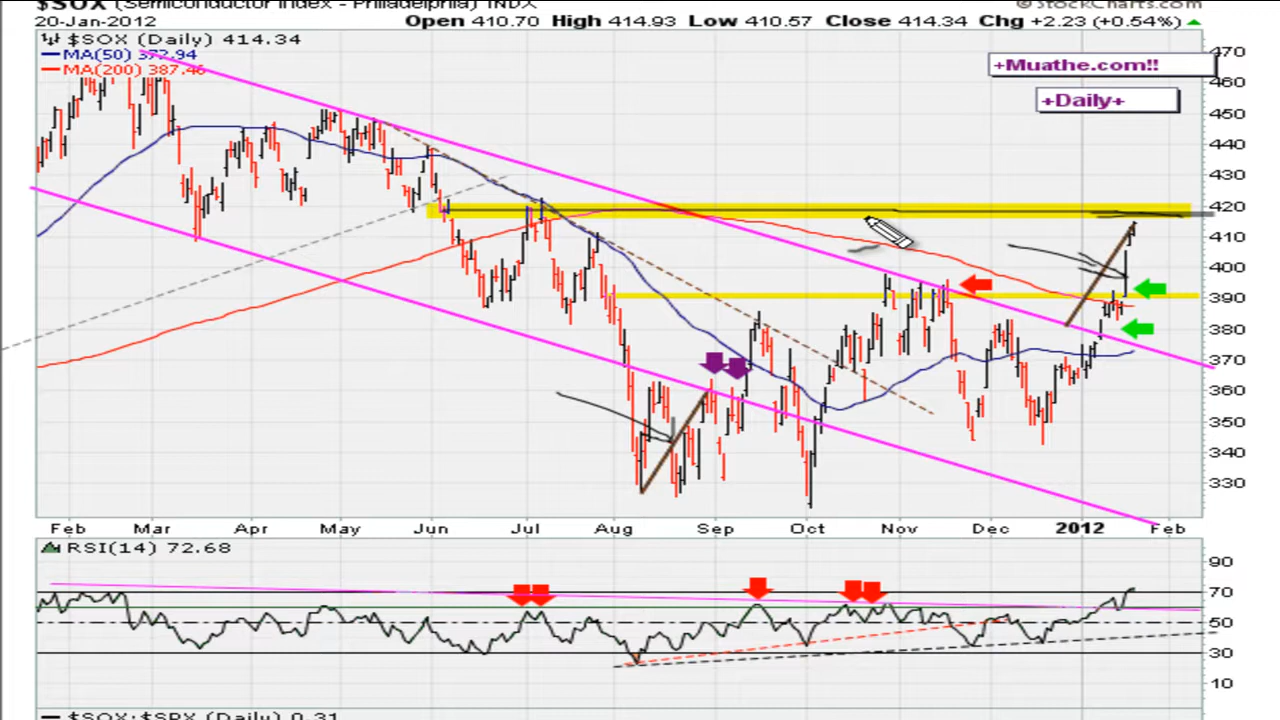 $SOX (Semiconductor Index - Philadelphia) INDX
© StockCharts.com
20-Jan-2012
Open 410.70 High 414.93 Low 410.57 Close 414.34 Chg +2.23 (+0.54%)
$SOX (Daily) 414.34
MA(50) 372.94
MA(200) 387.46
+Muathe.com!!
+Daily+
470
460
450
440
430
420
410
400
390
380
370
360
350
340
330
Feb Mar Apr May Jun Jul Aug Sep Oct Nov Dec 2012 Feb
RSI(14) 72.68
90
70
50
30
10
$SOX:$SPX (Daily) 0.31